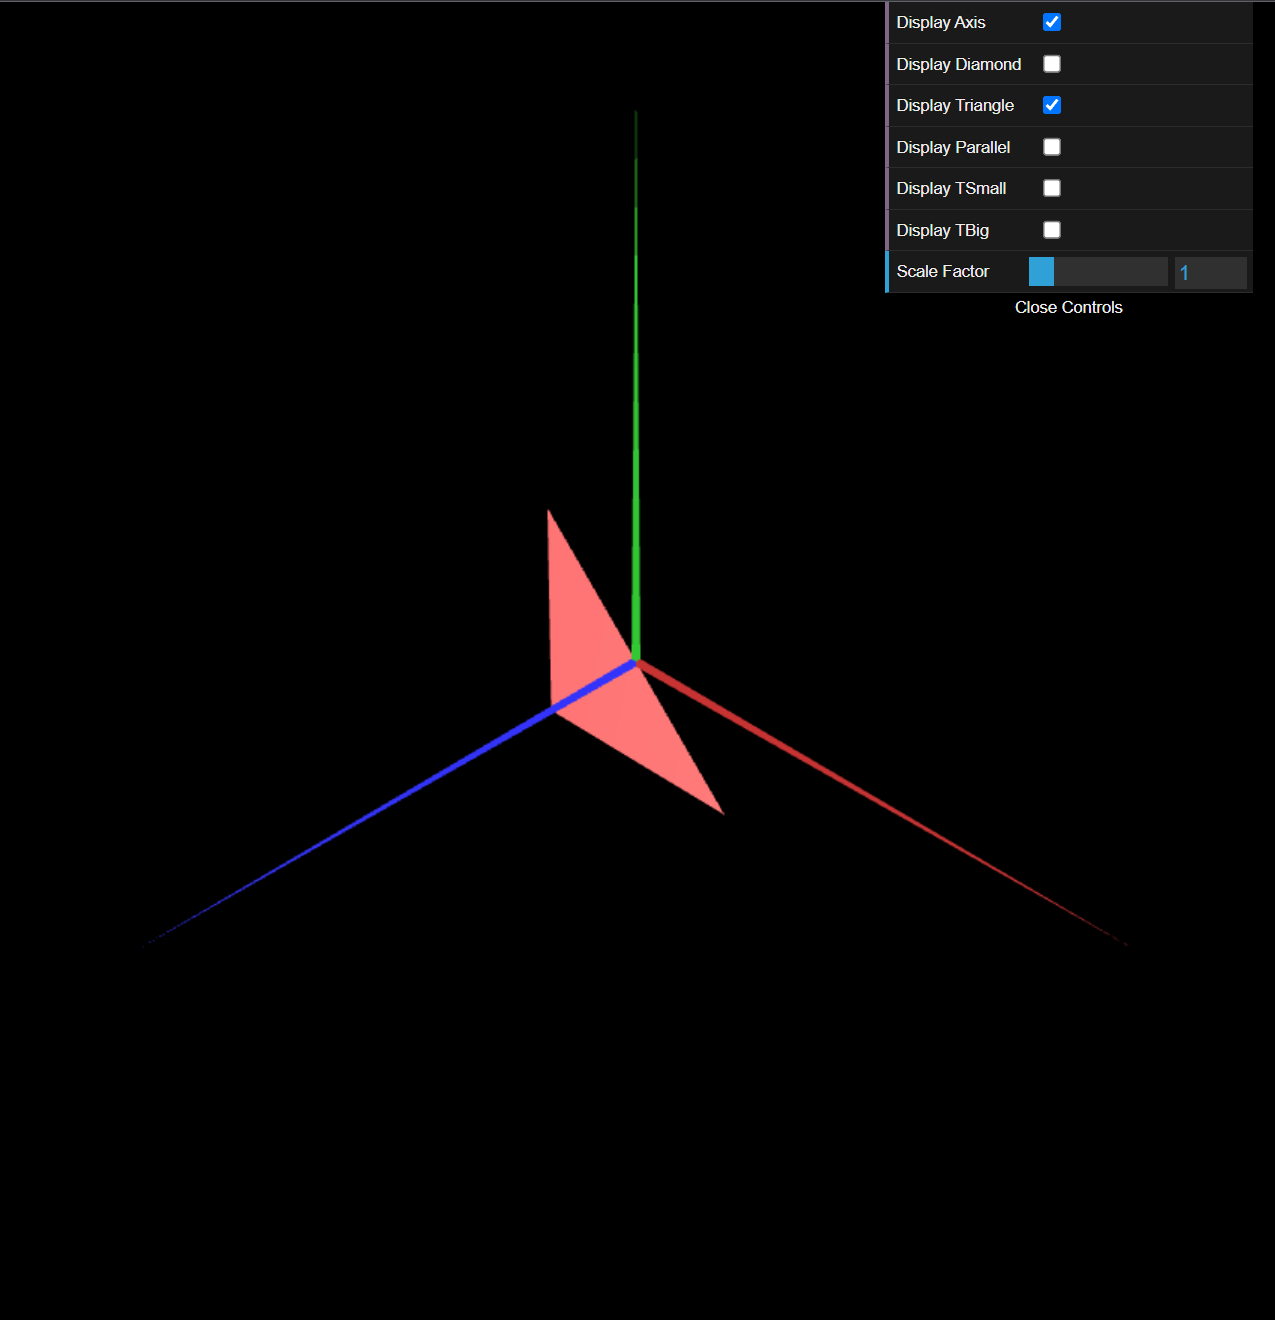 Display Axis
Display Diamond
Display Triangle
Display Parallel
Display TSmall
Display TBig
Scale Factor 1
Close Controls